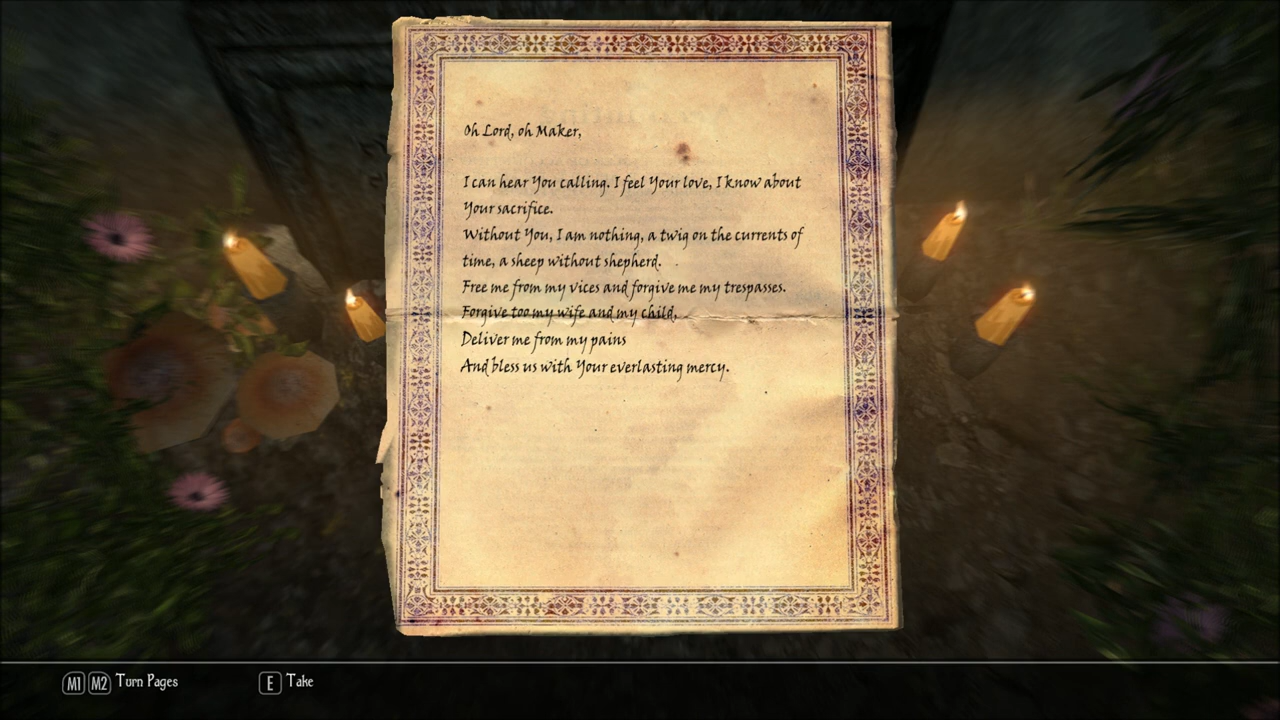 Oh Lord, oh Maker,
I can hear You calling. I feel Your love, I know about
Your sacrifice.
Without You, I am nothing, a twig on the currents of
time, a sheep without shepherd.
Free me from my vices and forgive me my trespasses.
Forgive too my wife and my child,
Deliver me from my pains
And bless us with Your everlasting mercy.
M1 M2 Turn Pages
E Take